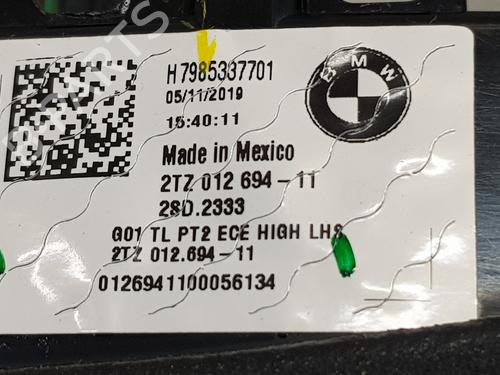 H 7985337701
05/11/2019
15:40:11
BMW
Made in Mexico
2TZ 012 694-11
2SD.2333
G01 TL PT2 ECE HIGH LHS
2TZ 012.694-11
0126941100056134